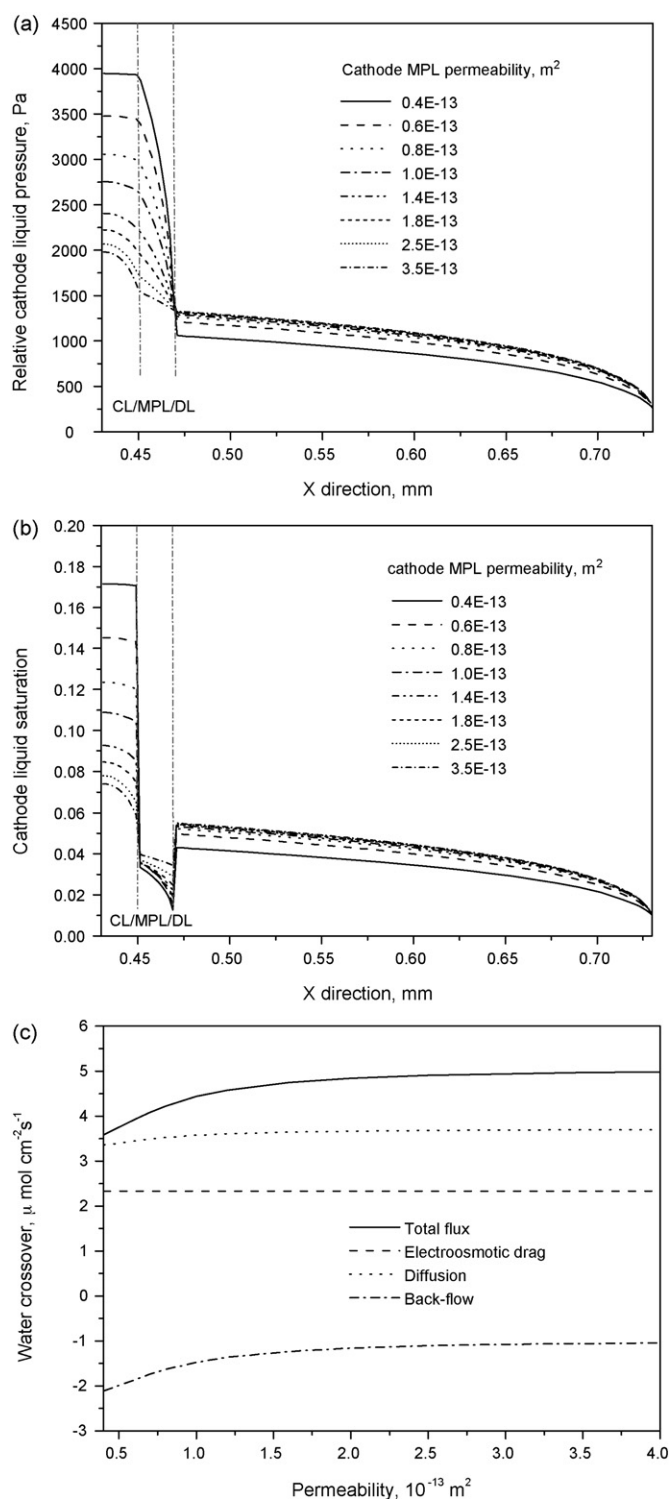 (a)
Relative cathode liquid pressure, Pa
4500
4000
3500
3000
2500
2000
1500
1000
500
0
Cathode MPL permeability, m²
0.4E-13
0.6E-13
0.8E-13
1.0E-13
1.4E-13
1.8E-13
2.5E-13
3.5E-13
CL/MPL/DL
0.45 0.50 0.55 0.60 0.65 0.70
X direction, mm
(b)
Cathode liquid saturation
0.20
0.18
0.16
0.14
0.12
0.10
0.08
0.06
0.04
0.02
0.00
cathode MPL permeability, m²
0.4E-13
0.6E-13
0.8E-13
1.0E-13
1.4E-13
1.8E-13
2.5E-13
3.5E-13
CL/MPL/DL
0.45 0.50 0.55 0.60 0.65 0.70
X direction, mm
(c)
Water crossover, μ mol cm⁻²s⁻¹
6
5
4
3
2
1
0
-1
-2
-3
Total flux
Electroosmotic drag
Diffusion
Back-flow
0.5 1.0 1.5 2.0 2.5 3.0 3.5 4.0
Permeability, 10⁻¹³ m²